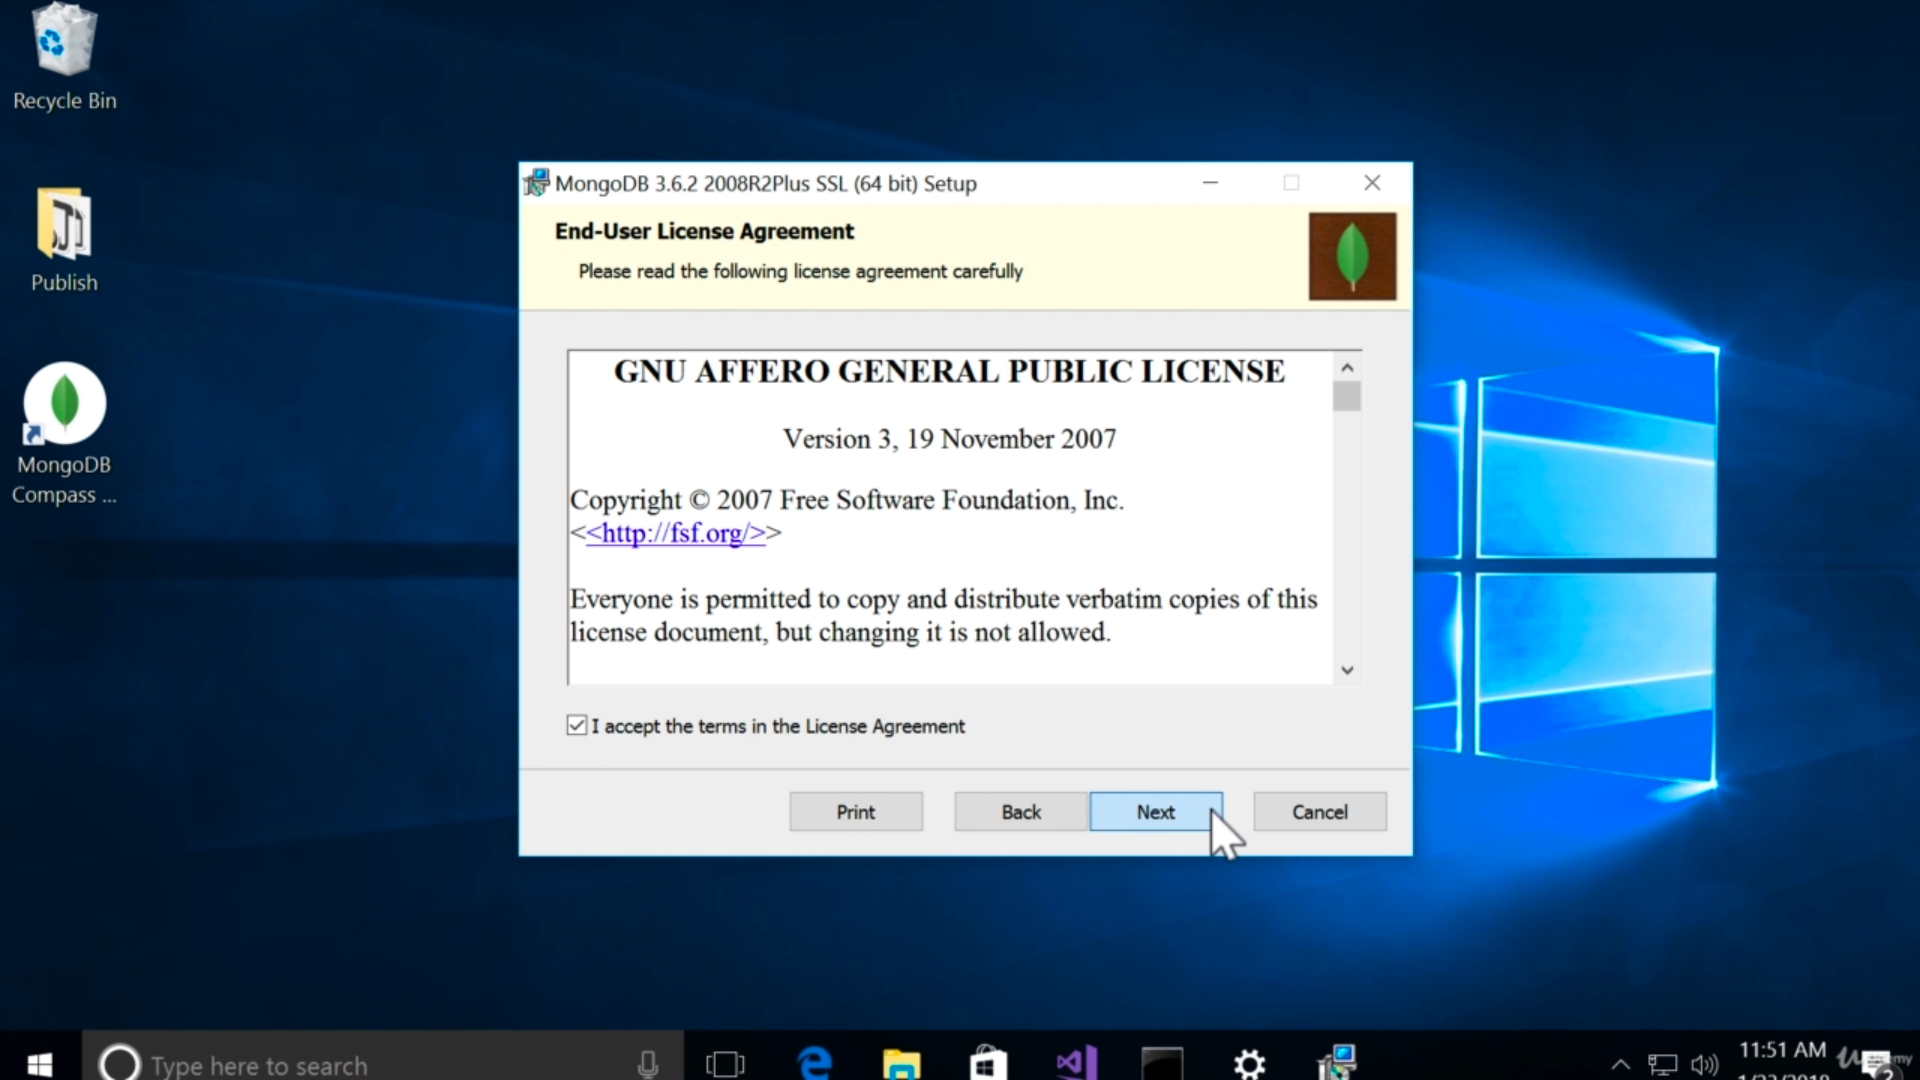 Recycle Bin
Publish
MongoDB
Compass ...
MongoDB 3.6.2 2008R2Plus SSL (64 bit) Setup
End-User License Agreement
Please read the following license agreement carefully
GNU AFFERO GENERAL PUBLIC LICENSE
Version 3, 19 November 2007
Copyright © 2007 Free Software Foundation, Inc.
<<http://fsf.org/>>
Everyone is permitted to copy and distribute verbatim copies of this
license document, but changing it is not allowed.
I accept the terms in the License Agreement
Print
Back
Next
Cancel
Type here to search
11:51 AM